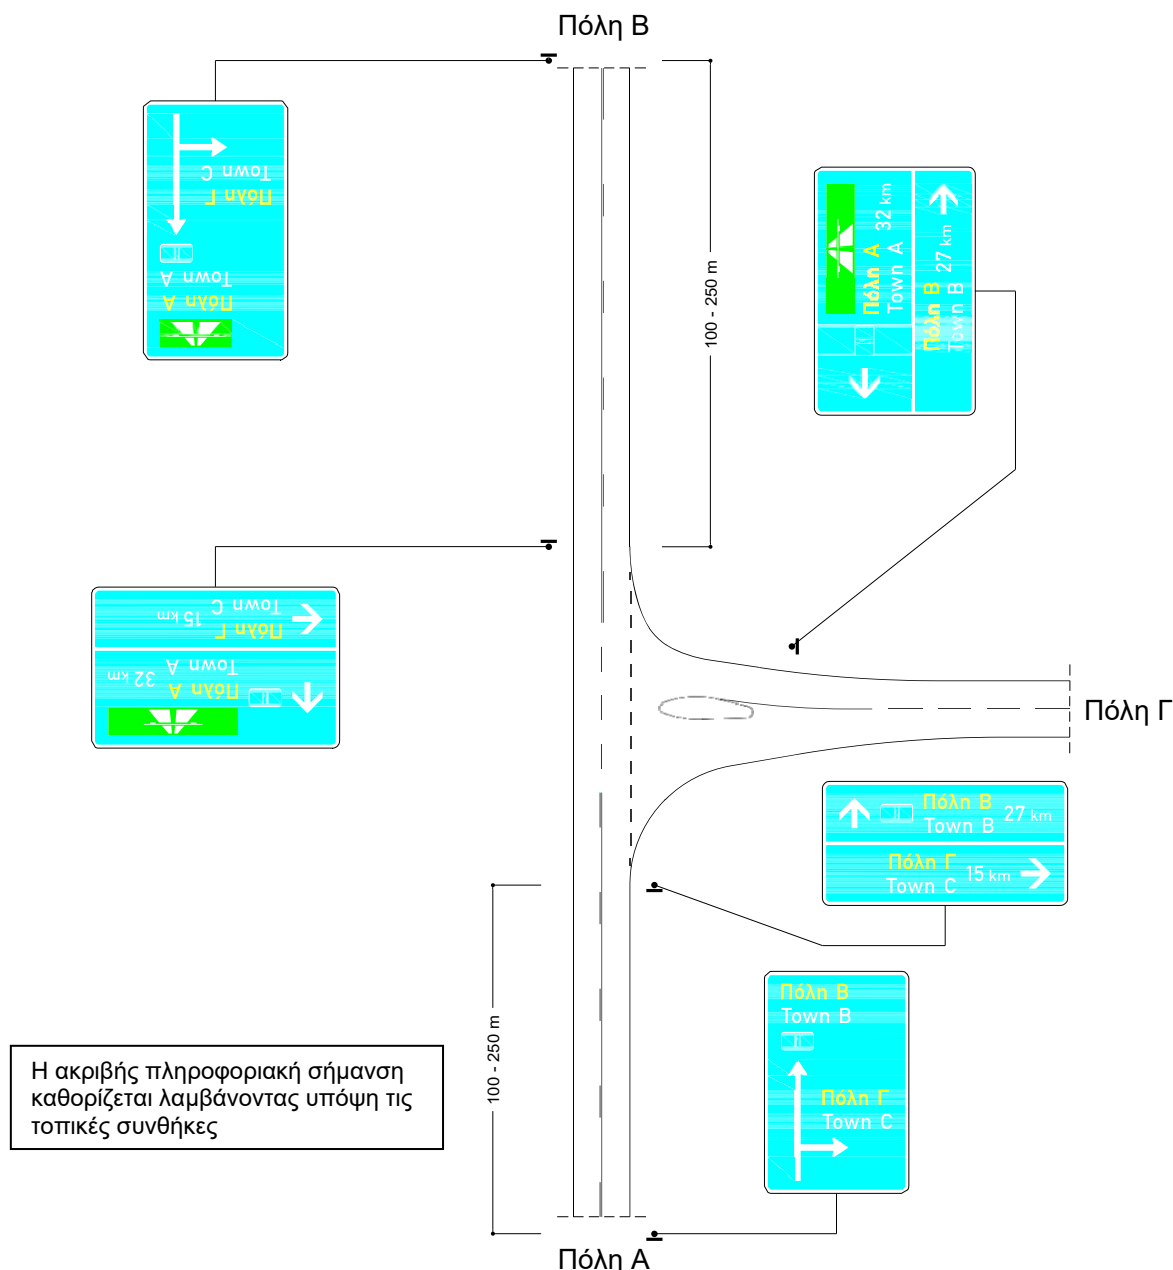 Πόλη Β
Town C
Πόλη Γ
Town A
Πόλη Α
100 - 250 m
Πόλη Α
Town A
32 km
Πόλη Β
Town B
27 km
Πόλη Γ
Town C
15 km
Πόλη Α
Town A
32 km
Πόλη Γ
Πόλη Β
Town B
27 km
Πόλη Γ
Town C
15 km
100 - 250 m
Πόλη Β
Town B
Πόλη Γ
Town C
Η ακριβής πληροφοριακή σήμανση
καθορίζεται λαμβάνοντας υπόψη τις
τοπικές συνθήκες
Πόλη Α